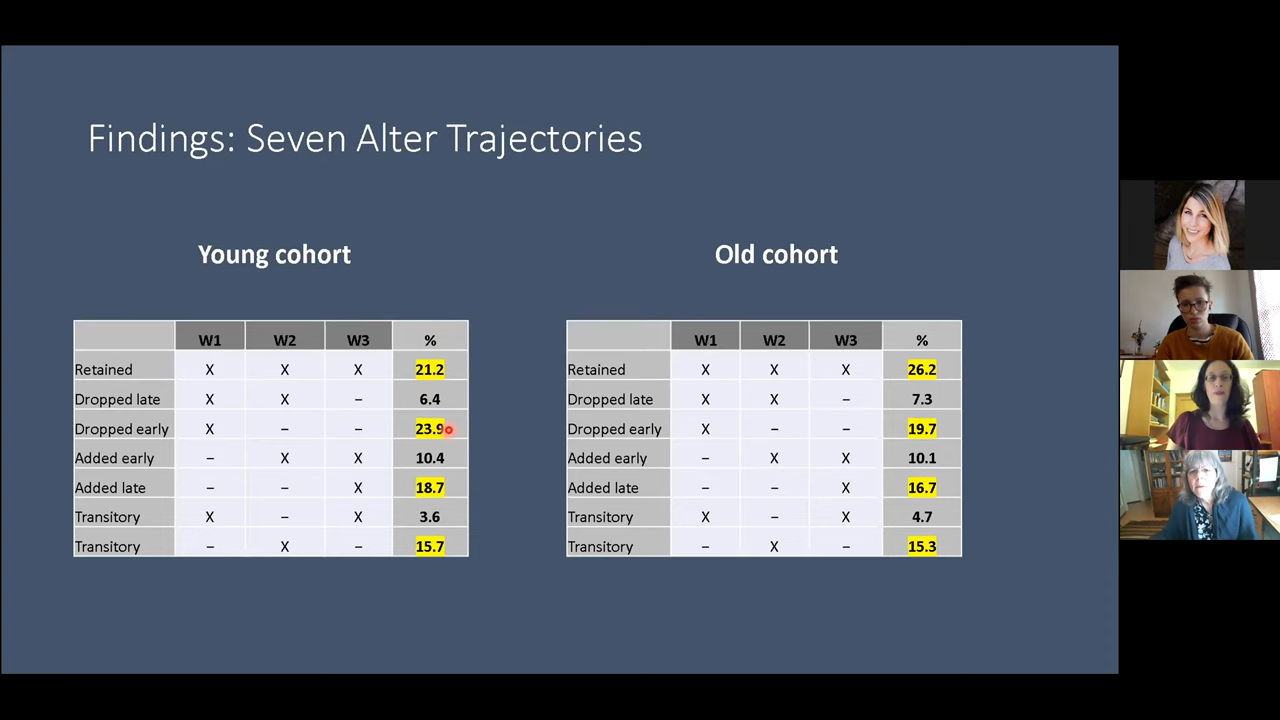 Findings: Seven Alter Trajectories
Young cohort
W1 W2 W3 %
Retained X X X 21.2
Dropped late X X – 6.4
Dropped early X – – 23.9
Added early – X X 10.4
Added late – – X 18.7
Transitory X – X 3.6
Transitory – X – 15.7
Old cohort
W1 W2 W3 %
Retained X X X 26.2
Dropped late X X – 7.3
Dropped early X – – 19.7
Added early – X X 10.1
Added late – – X 16.7
Transitory X – X 4.7
Transitory – X – 15.3